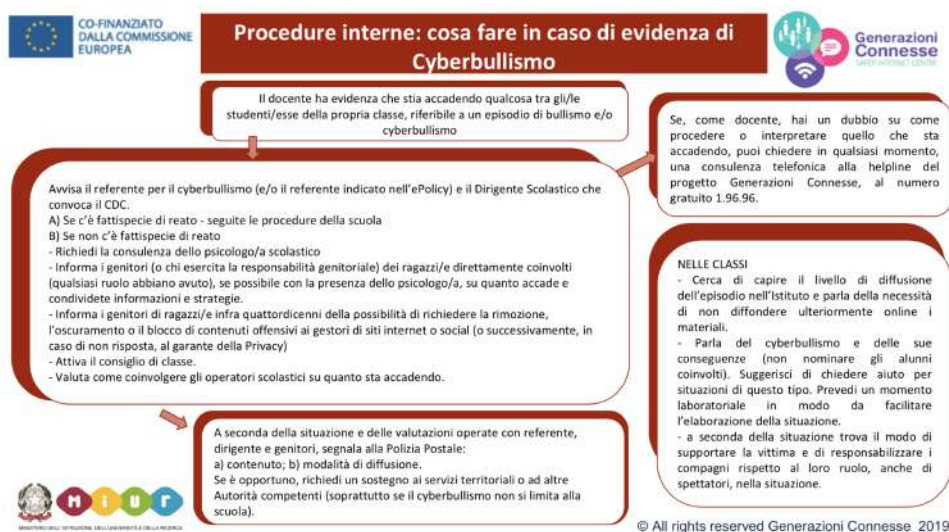 CO-FINANZIATO
DALLA COMMISSIONE
EUROPEA
Procedure interne: cosa fare in caso di evidenza di
Cyberbullismo
Generazioni
Connesse
SAFER INTERNET CENTRE
Il docente ha evidenza che stia accadendo qualcosa tra gli/le
studenti/esse della propria classe, riferibile a un episodio di bullismo e/o
cyberbullismo
Se, come docente, hai un dubbio su come
procedere o interpretare quello che sta
accadendo, puoi chiedere in qualsiasi momento,
una consulenza telefonica alla helpline del
progetto Generazioni Connesse, al numero
gratuito 1.96.96.
Avvisa il referente per il cyberbullismo (e/o il referente indicato nell'ePolicy) e il Dirigente Scolastico che
convoca il CDC.
A) Se c'è fattispecie di reato - seguite le procedure della scuola
B) Se non c'è fattispecie di reato
- Richiedi la consulenza dello psicologo/a scolastico
- Informa i genitori (o chi esercita la responsabilità genitoriale) dei ragazzi/e direttamente coinvolti
(qualsiasi ruolo abbiano avuto), se possibile con la presenza dello psicologo/a, su quanto accade e
condividete informazioni e strategie.
- Informa i genitori di ragazzi/e infra quattordicenni della possibilità di richiedere la rimozione,
l'oscuramento o il blocco di contenuti offensivi ai gestori di siti internet o social (o successivamente, in
caso di non risposta, al garante della Privacy)
- Attiva il consiglio di classe.
- Valuta come coinvolgere gli operatori scolastici su quanto sta accadendo.
NELLE CLASSI
- Cerca di capire il livello di diffusione
dell'episodio nell'Istituto e parla della necessità
di non diffondere ulteriormente online i
materiali.
- Parla del cyberbullismo e delle sue
conseguenze (non nominare gli alunni
coinvolti). Suggerisci di chiedere aiuto per
situazioni di questo tipo. Prevedi un momento
laboratoriale in modo da facilitare
l'elaborazione della situazione.
- a seconda della situazione trova il modo di
supportare la vittima e di responsabilizzare i
compagni rispetto al loro ruolo, anche di
spettatori, nella situazione.
A seconda della situazione e delle valutazioni operate con referente,
dirigente e genitori, segnala alla Polizia Postale:
a) contenuto; b) modalità di diffusione.
Se è opportuno, richiedi un sostegno ai servizi territoriali o ad altre
Autorità competenti (soprattutto se il cyberbullismo non si limita alla
scuola).
miur
MINISTERO DELL'ISTRUZIONE, DELL'UNIVERSITÀ E DELLA RICERCA
© All rights reserved Generazioni Connesse 2019